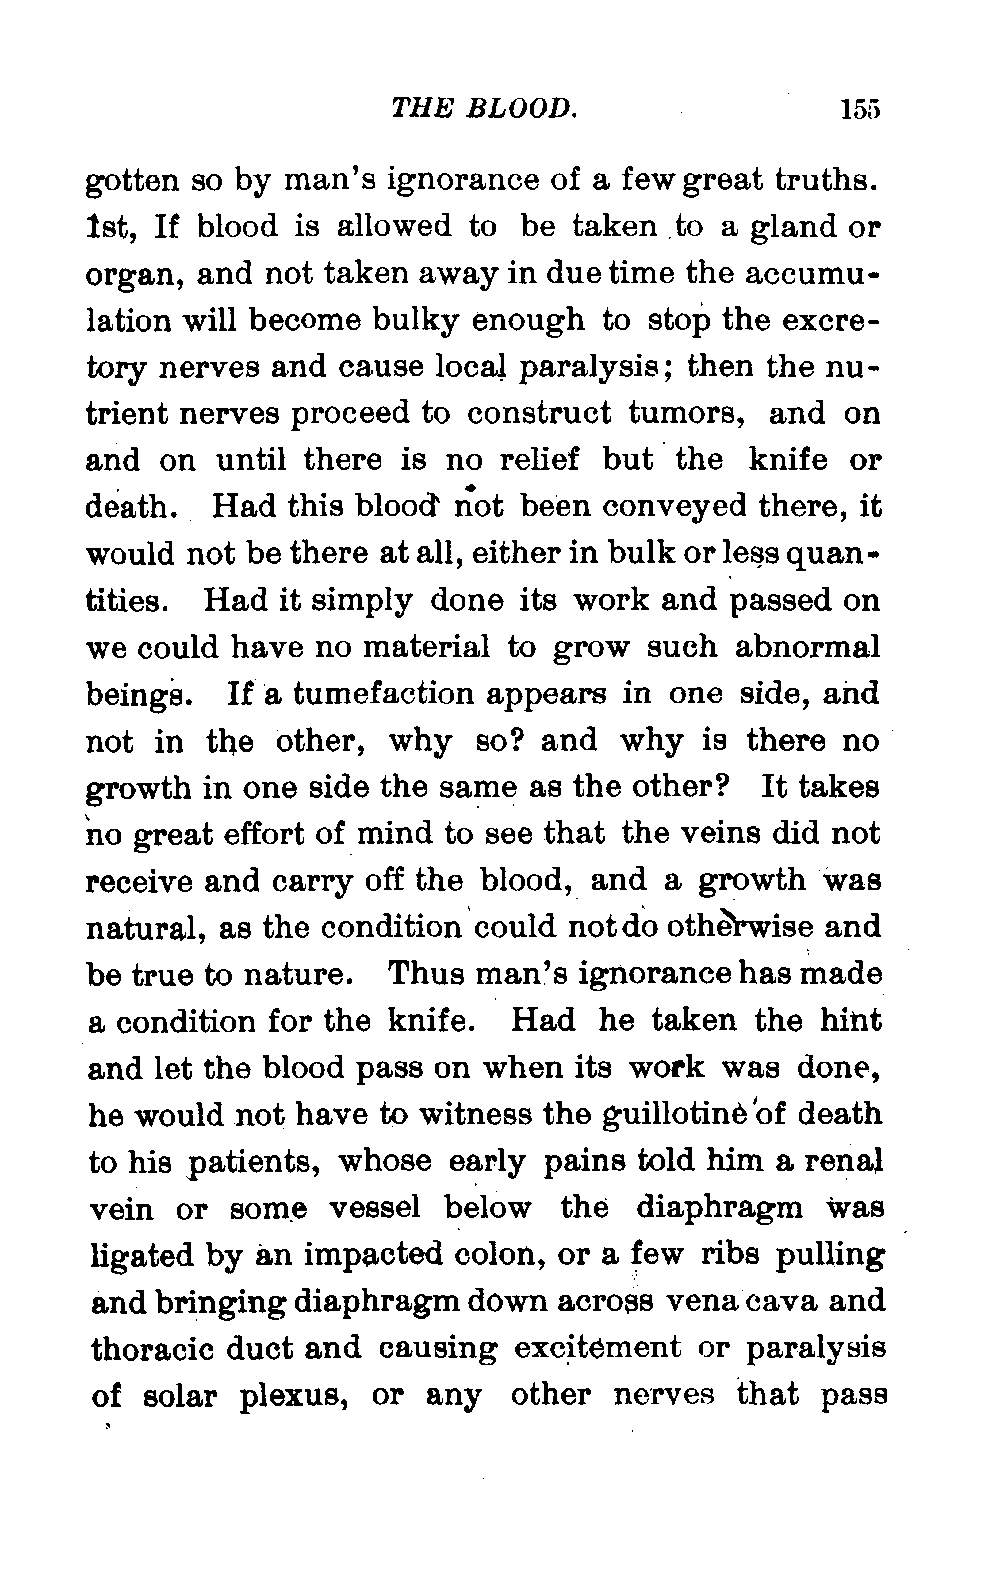 THE BLOOD. 155
gotten so by man's ignorance of a few great truths.
1st, If blood is allowed to be taken to a gland or
organ, and not taken away in due time the accumu-
lation will become bulky enough to stop the excre-
tory nerves and cause local paralysis; then the nu-
trient nerves proceed to construct tumors, and on
and on until there is no relief but the knife or
death. Had this blood not been conveyed there, it
would not be there at all, either in bulk or less quan-
tities. Had it simply done its work and passed on
we could have no material to grow such abnormal
beings. If a tumefaction appears in one side, and
not in the other, why so? and why is there no
growth in one side the same as the other? It takes
no great effort of mind to see that the veins did not
receive and carry off the blood, and a growth was
natural, as the condition could not do otherwise and
be true to nature. Thus man's ignorance has made
a condition for the knife. Had he taken the hint
and let the blood pass on when its work was done,
he would not have to witness the guillotine of death
to his patients, whose early pains told him a renal
vein or some vessel below the diaphragm was
ligated by an impacted colon, or a few ribs pulling
and bringing diaphragm down across vena cava and
thoracic duct and causing excitement or paralysis
of solar plexus, or any other nerves that pass